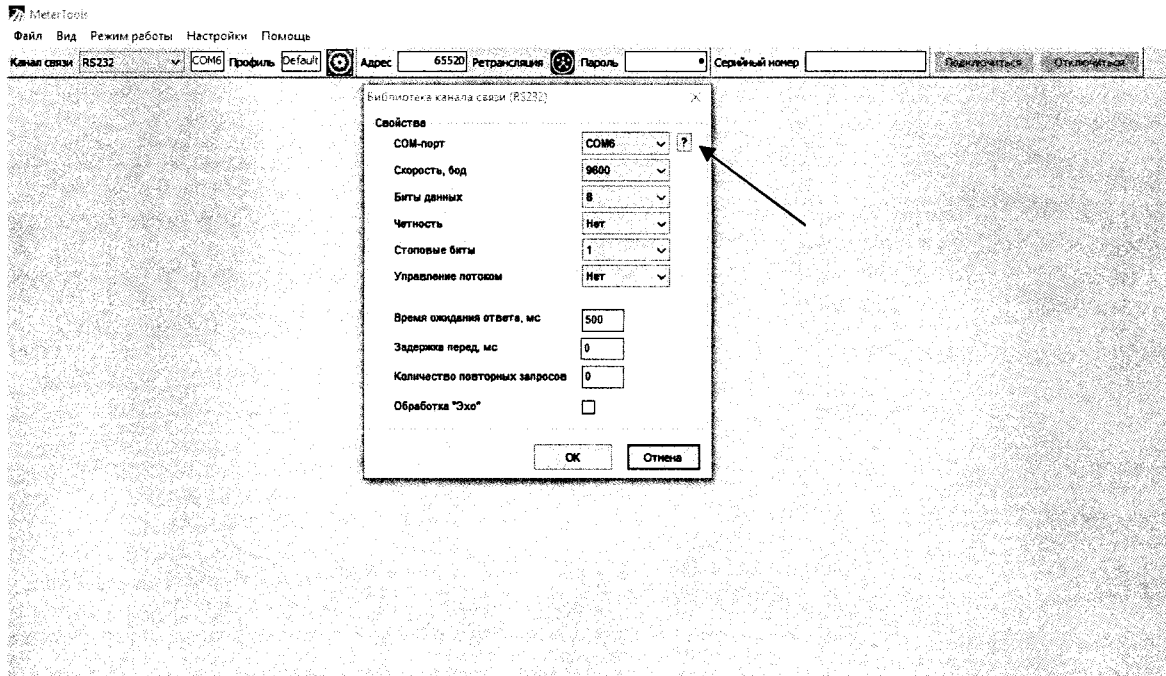 MeterTools
Файл Вид Режим работы Настройки Помощь
Канал связи RS232 COM6 Профиль Default Адрес 65520 Ретрансляция Пароль • Серийный номер Подключиться Отключиться
Библиотека канала связи (RS232)
Свойства
COM-порт COM6 ?
Скорость, бод 9600
Биты данных 8
Четность Нет
Стоповые биты 1
Управление потоком Нет
Время ожидания ответа, мс 500
Задержка перед, мс 0
Количество повторных запросов 0
Обработка "Эхо"
OK Отмена